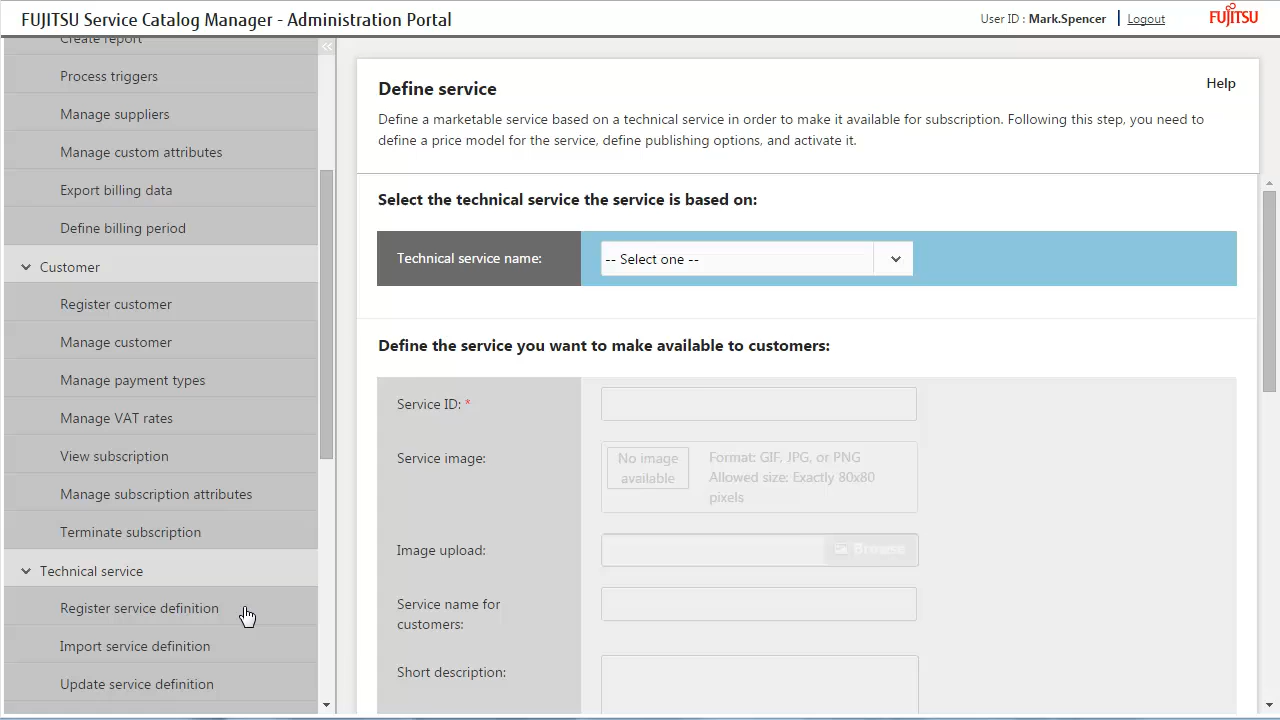 FUJITSU Service Catalog Manager - Administration Portal
User ID : Mark.Spencer
Logout
FUJITSU
Create report
Process triggers
Manage suppliers
Manage custom attributes
Export billing data
Define billing period
Customer
Register customer
Manage customer
Manage payment types
Manage VAT rates
View subscription
Manage subscription attributes
Terminate subscription
Technical service
Register service definition
Import service definition
Update service definition
Define service
Help
Define a marketable service based on a technical service in order to make it available for subscription. Following this step, you need to
define a price model for the service, define publishing options, and activate it.
Select the technical service the service is based on:
Technical service name:
-- Select one --
Define the service you want to make available to customers:
Service ID: *
Service image:
No image
available
Format: GIF, JPG, or PNG
Allowed size: Exactly 80x80
pixels
Image upload:
Browse
Service name for
customers:
Short description: